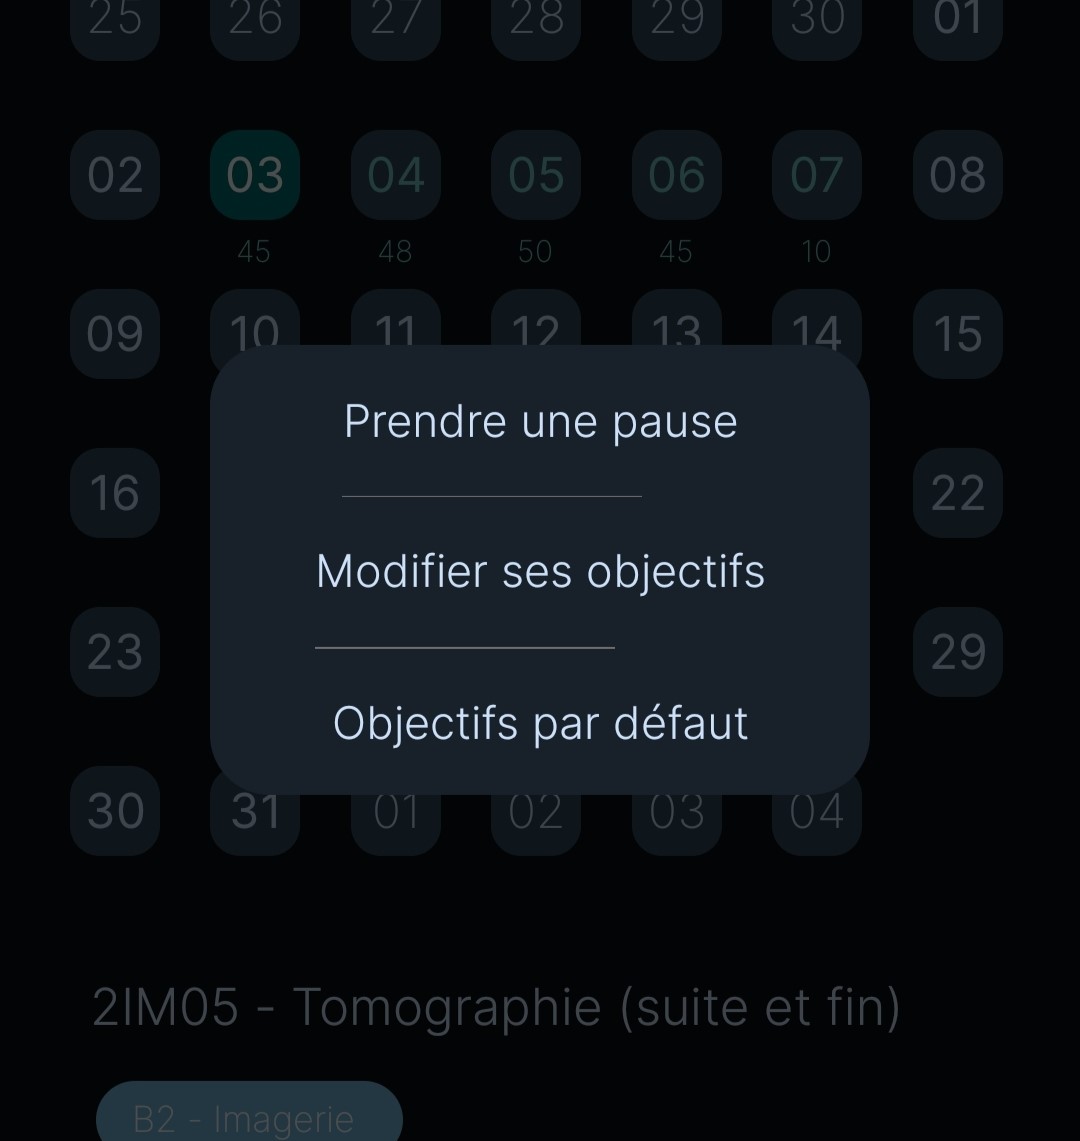 25 26 27 28 29 30 01
02 03 04 05 06 07 08
45 48 50 45 10
09 10 11 12 13 14 15
Prendre une pause
16 22
Modifier ses objectifs
23 29
Objectifs par défaut
30 31 01 02 03 04
2IM05 - Tomographie (suite et fin)
B2 - Imagerie